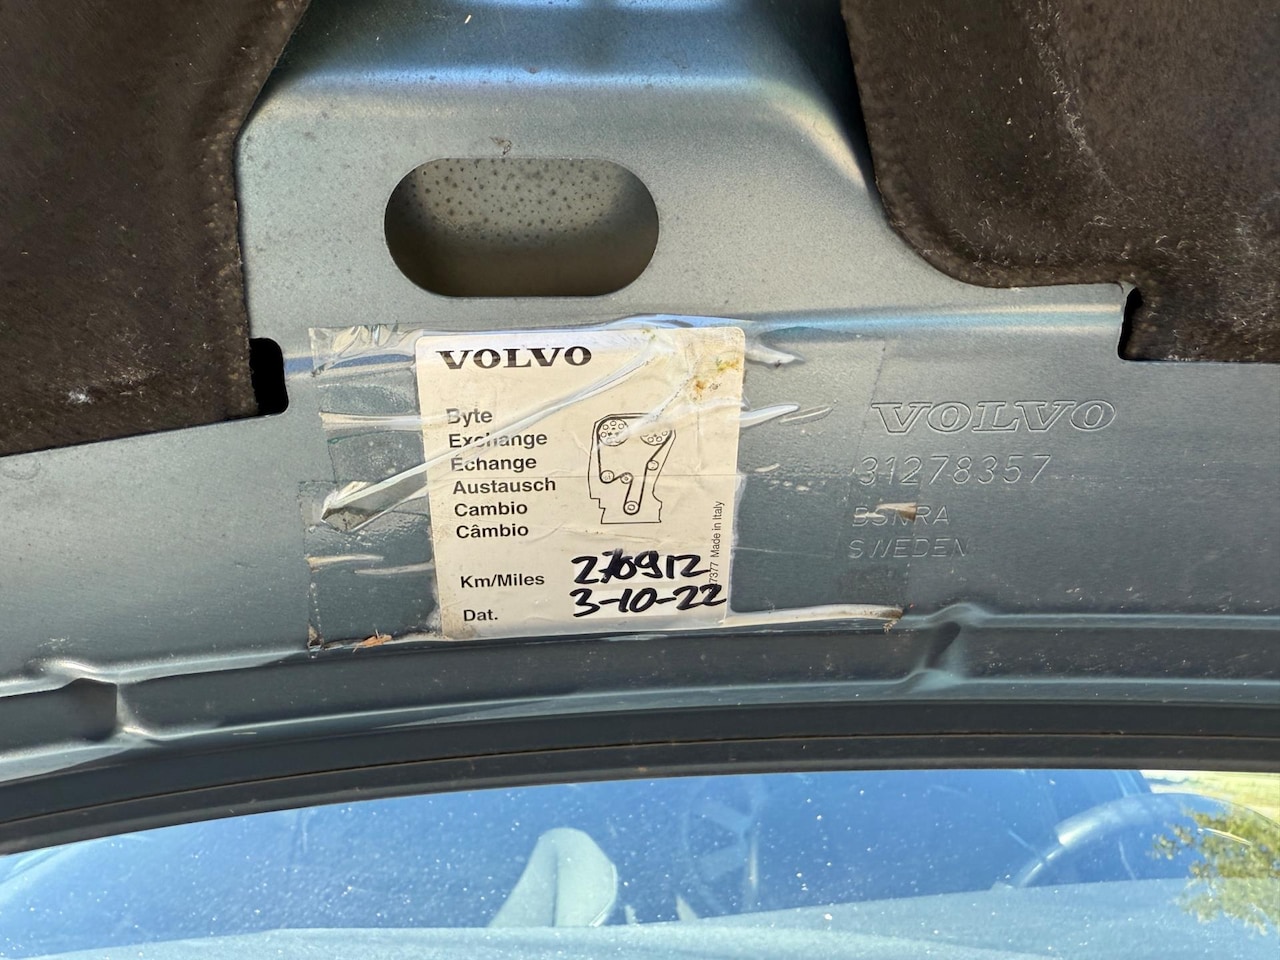 VOLVO
Byte
Exchange
Échange
Austausch
Cambio
Câmbio
Km/Miles 270912
Dat. 3-10-22
7377 Made in Italy
VOLVO
31278357
SWEDEN